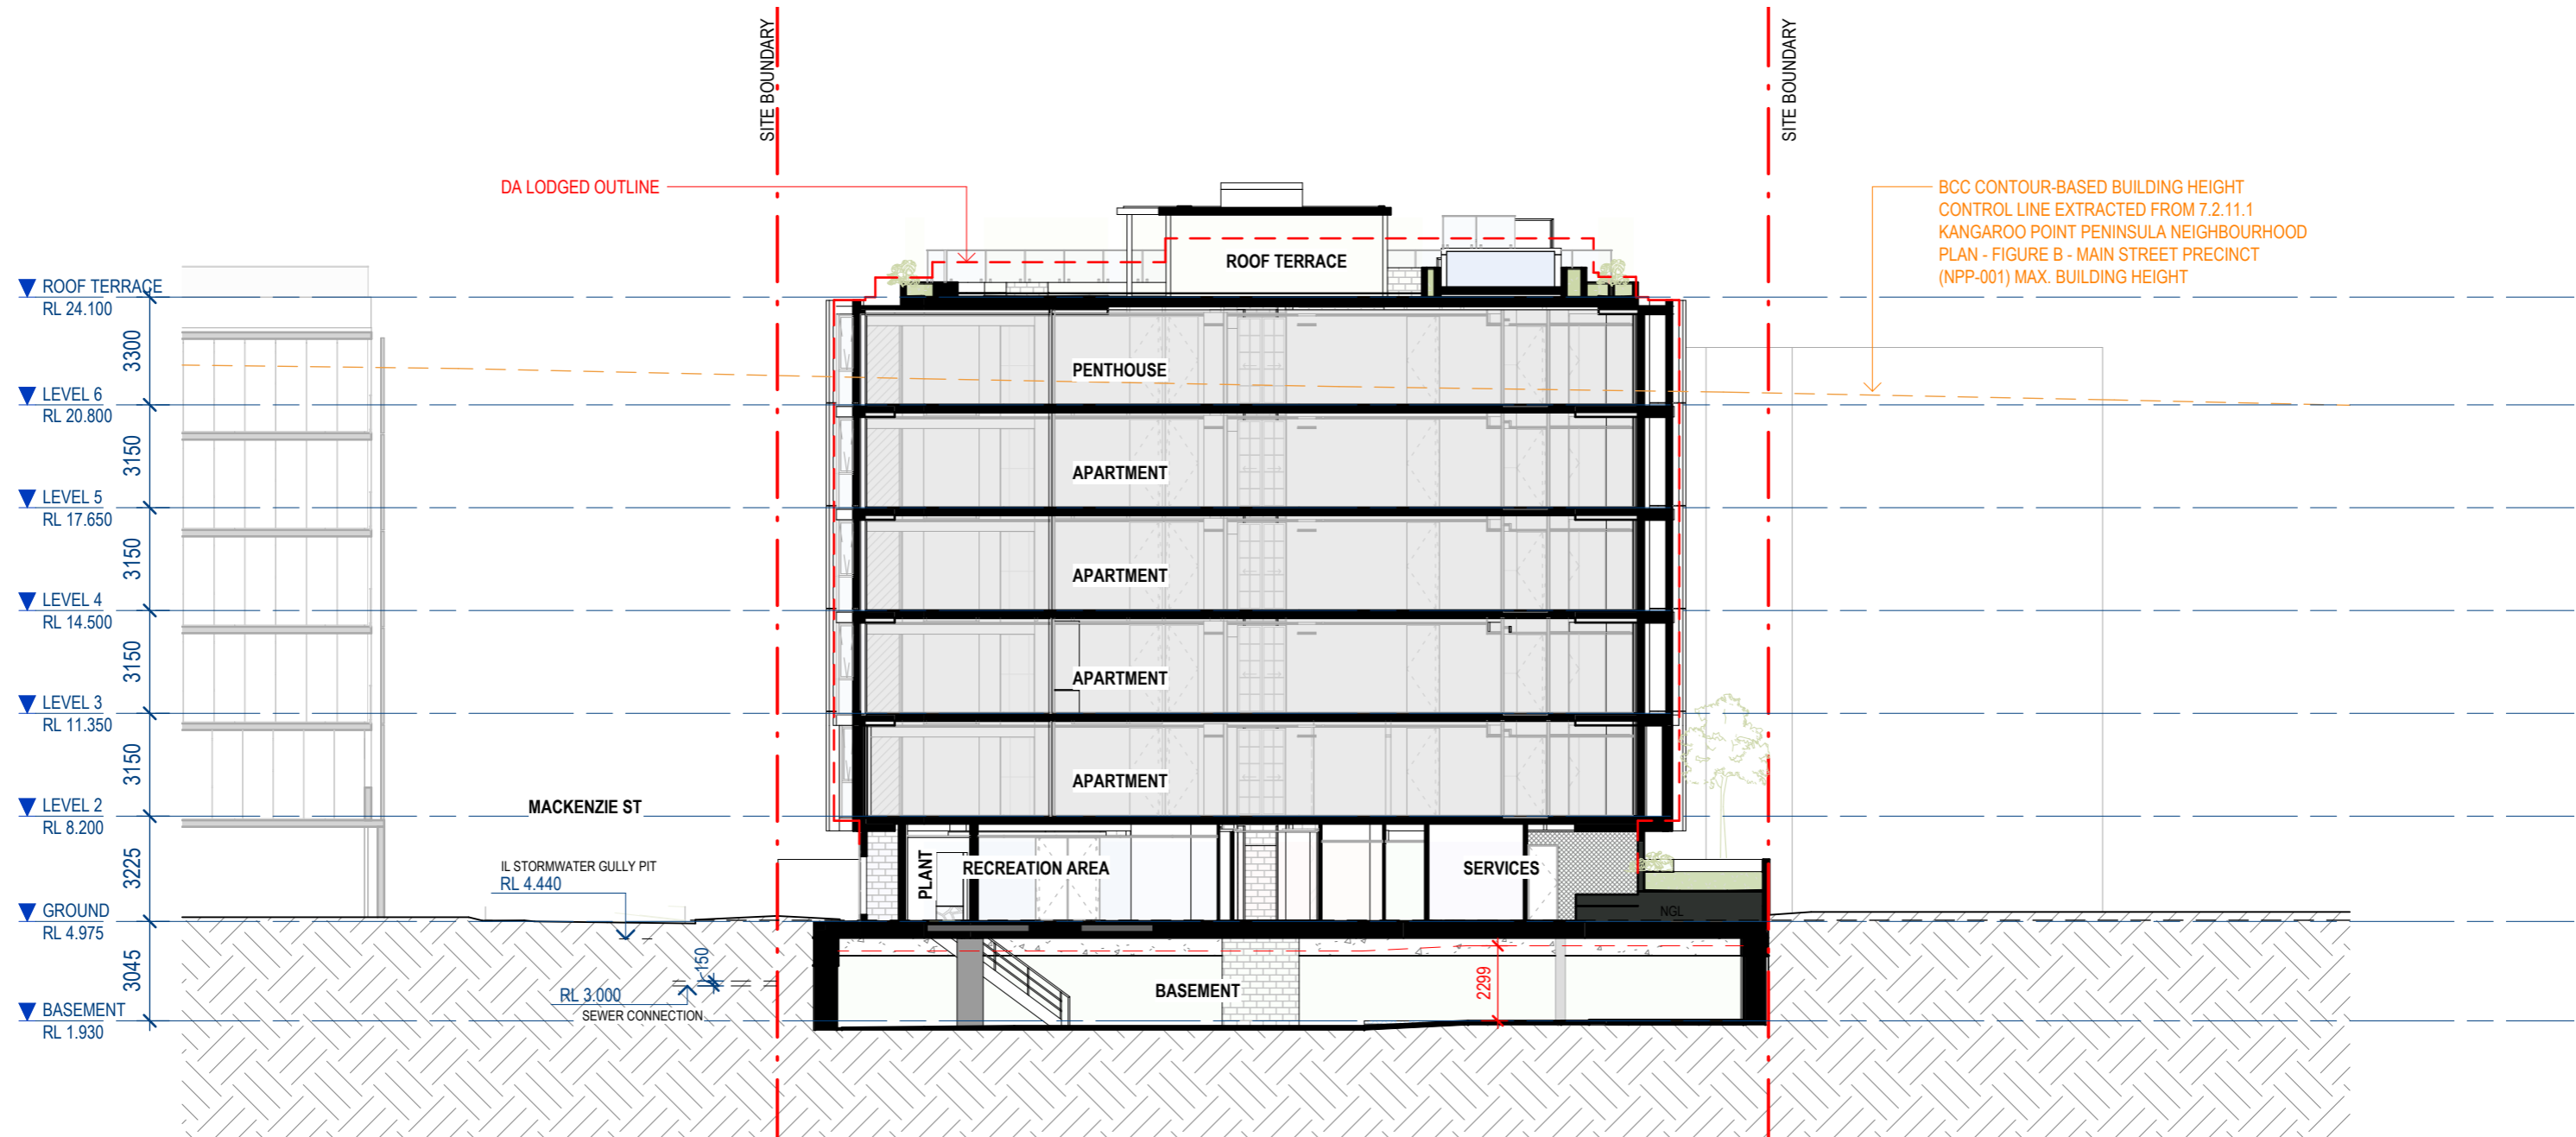 SITE BOUNDARY
SITE BOUNDARY
DA LODGED OUTLINE
BCC CONTOUR-BASED BUILDING HEIGHT
CONTROL LINE EXTRACTED FROM 7.2.11.1
KANGAROO POINT PENINSULA NEIGHBOURHOOD
PLAN - FIGURE B - MAIN STREET PRECINCT
(NPP-001) MAX. BUILDING HEIGHT
ROOF TERRACE
ROOF TERRACE
RL 24.100
3300
PENTHOUSE
LEVEL 6
RL 20.800
3150
APARTMENT
LEVEL 5
RL 17.650
3150
APARTMENT
LEVEL 4
RL 14.500
3150
APARTMENT
LEVEL 3
RL 11.350
3150
APARTMENT
LEVEL 2
RL 8.200
MACKENZIE ST
3225
IL STORMWATER GULLY PIT
RL 4.440
PLANT
RECREATION AREA
SERVICES
NGL
GROUND
RL 4.975
3045
150
RL 3.000
SEWER CONNECTION
BASEMENT
2299
BASEMENT
RL 1.930